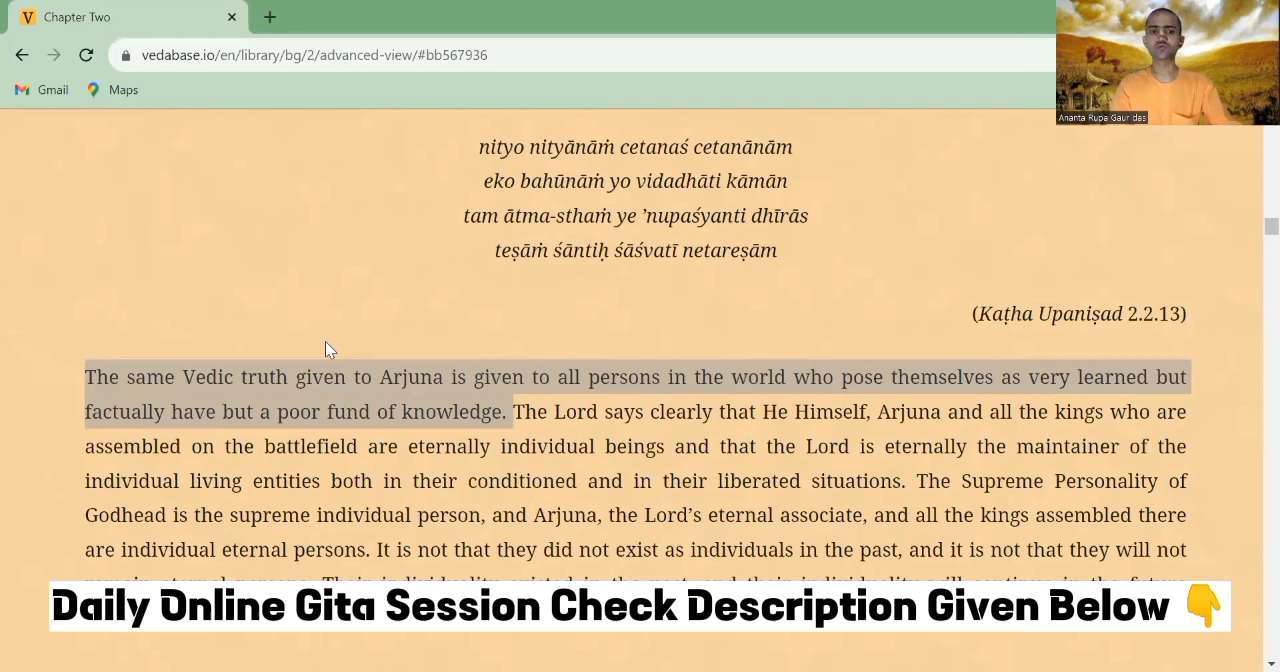 V Chapter Two
vedabase.io/en/library/bg/2/advanced-view/#bb567936
Gmail Maps
Ananta Rupa Gaur das
nityo nityānāṁ cetanaś cetanānām
eko bahūnāṁ yo vidadhāti kāmān
tam ātma-sthaṁ ye ’nupaśyanti dhīrās
teṣāṁ śāntiḥ śāśvatī netareṣām
(Kaṭha Upaniṣad 2.2.13)
The same Vedic truth given to Arjuna is given to all persons in the world who pose themselves as very learned but
factually have but a poor fund of knowledge. The Lord says clearly that He Himself, Arjuna and all the kings who are
assembled on the battlefield are eternally individual beings and that the Lord is eternally the maintainer of the
individual living entities both in their conditioned and in their liberated situations. The Supreme Personality of
Godhead is the supreme individual person, and Arjuna, the Lord’s eternal associate, and all the kings assembled there
are individual eternal persons. It is not that they did not exist as individuals in the past, and it is not that they will not
Daily Online Gita Session Check Description Given Below 👇